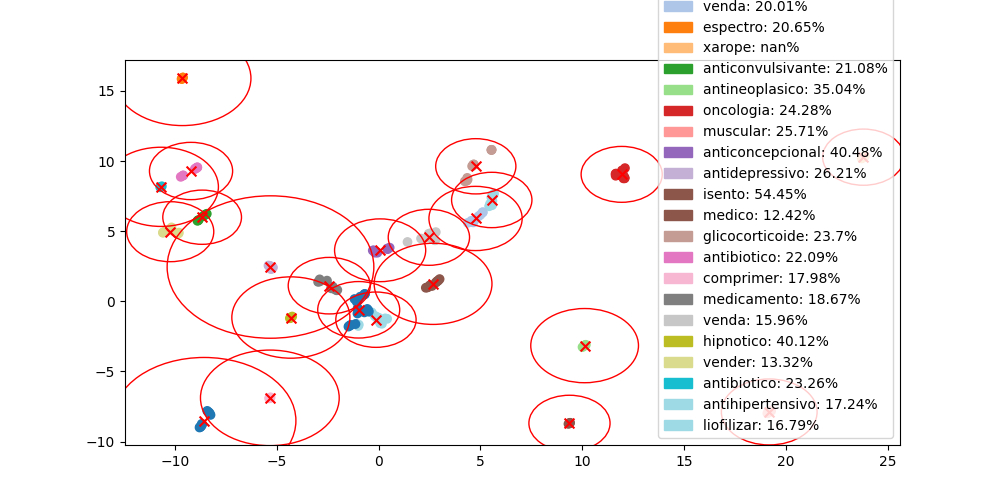 venda: 20.01%
espectro: 20.65%
xarope: nan%
anticonvulsivante: 21.08%
antineoplasico: 35.04%
oncologia: 24.28%
muscular: 25.71%
anticoncepcional: 40.48%
antidepressivo: 26.21%
isento: 54.45%
medico: 12.42%
glicocorticoide: 23.7%
antibiotico: 22.09%
comprimer: 17.98%
medicamento: 18.67%
venda: 15.96%
hipnotico: 40.12%
vender: 13.32%
antibiotico: 23.26%
antihipertensivo: 17.24%
liofilizar: 16.79%
15
10
5
0
−5
−10
−10 −5 0 5 10 15 20 25